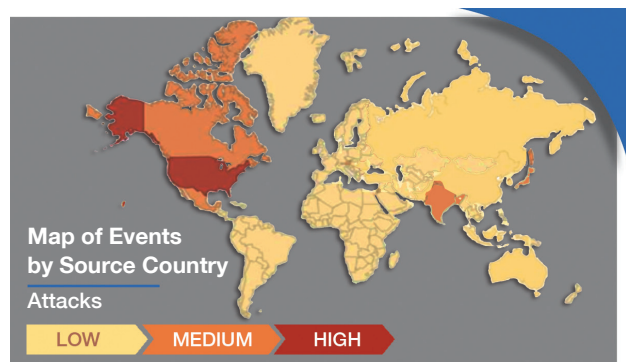 Map of Events
by Source Country
Attacks
LOW MEDIUM HIGH